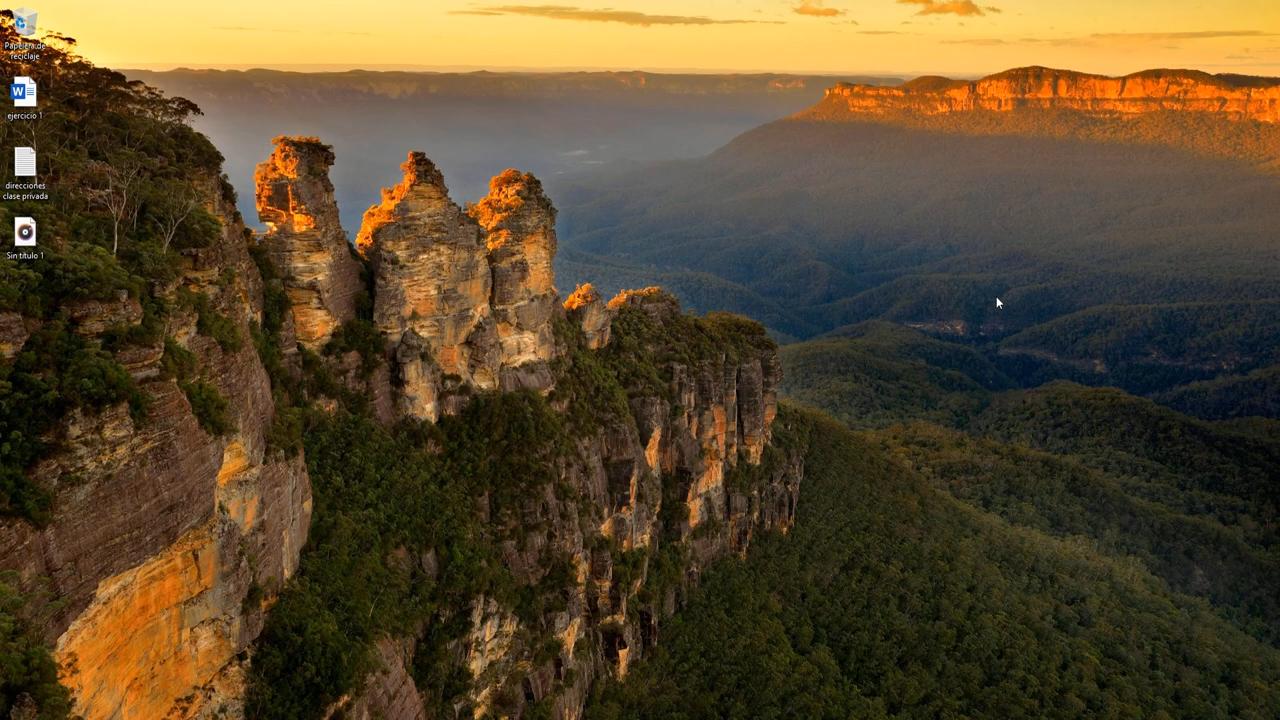 Papelera de
reciclaje
ejercicio 1
direcciones
clase privada
Sin título 1